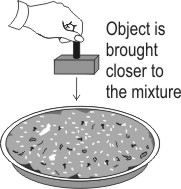 Object is
brought
closer to
the mixture